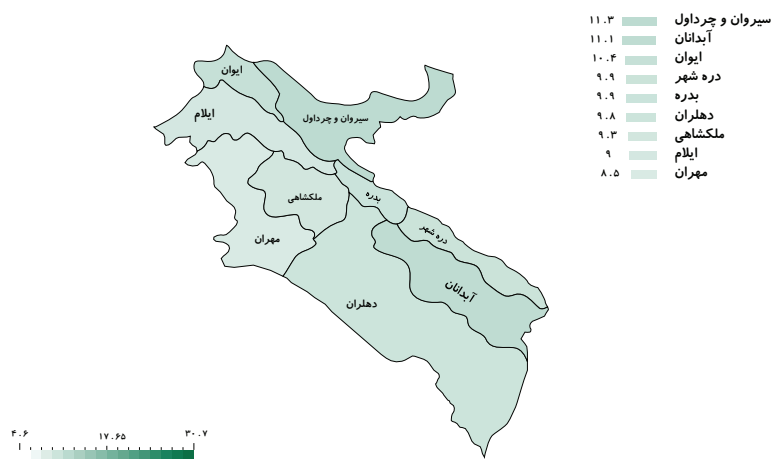 سیروان و چرداول ۱۱.۳
آبدانان ۱۱.۱
ایوان ۱۰.۴
دره شهر ۹.۹
بدره ۹.۹
دهلران ۹.۸
ملکشاهی ۹.۳
ایلام ۹
مهران ۸.۵
ایوان
ایلام
سیروان و چرداول
ملکشاهی
بدره
مهران
دره شهر
آبدانان
دهلران
۴.۶ ۱۷.۶۵ ۳۰.۷